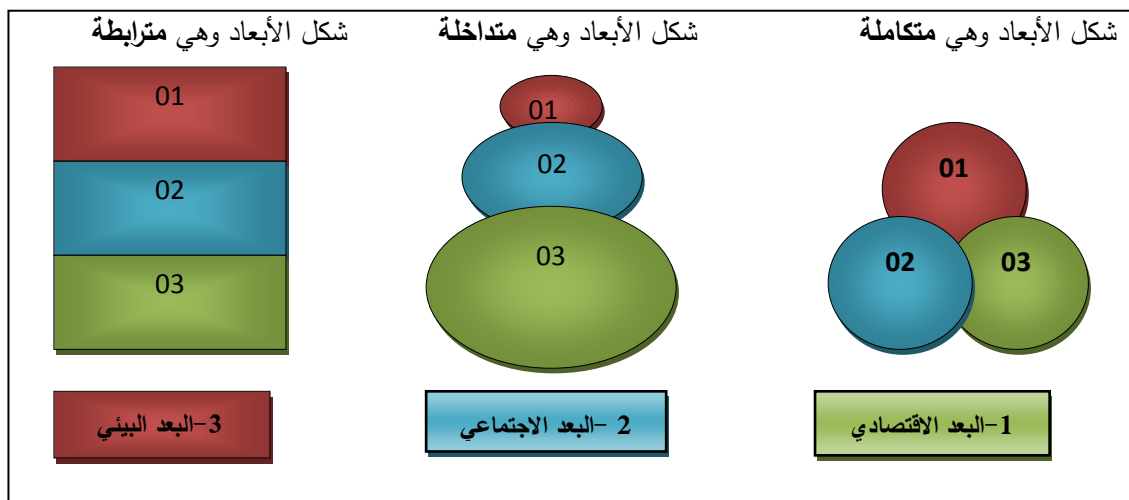 شكل الأبعاد وهي متكاملة
شكل الأبعاد وهي متداخلة
شكل الأبعاد وهي مترابطة
01
02
03
01
02
03
01
02
03
1-البعد الاقتصادي
2 -البعد الاجتماعي
3-البعد البيئي